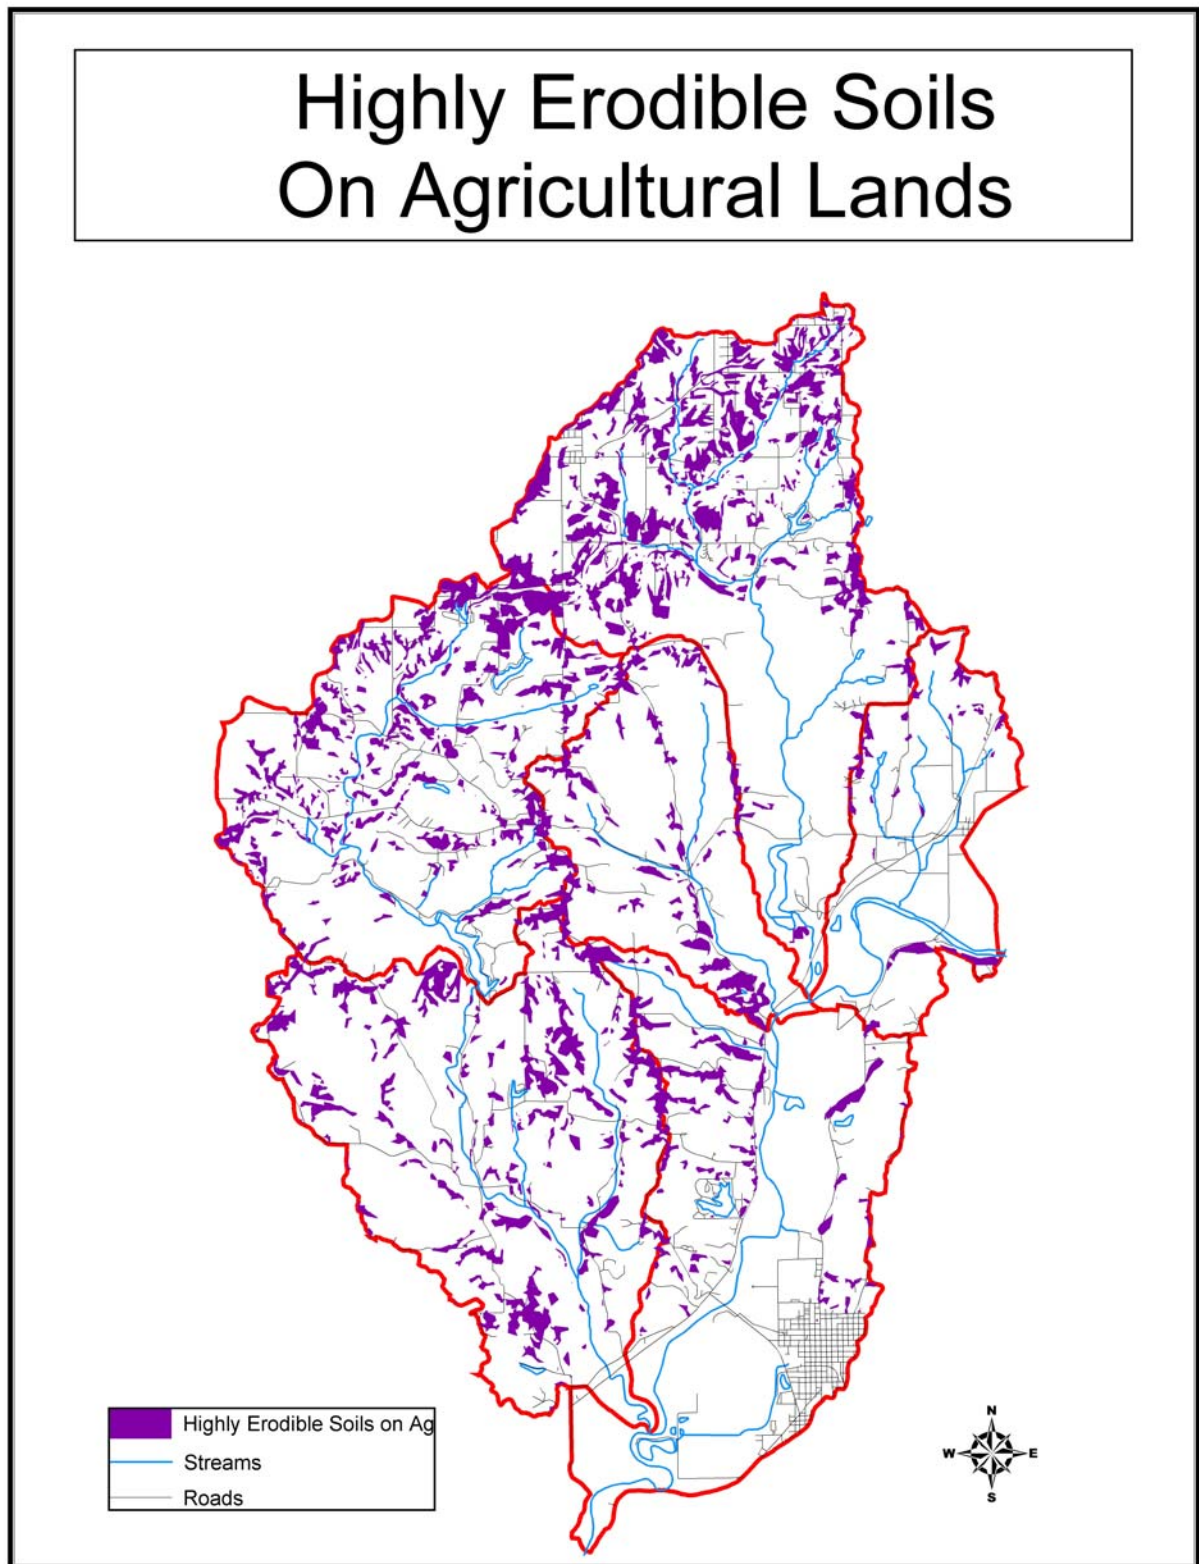 Highly Erodible Soils
On Agricultural Lands
Highly Erodible Soils on Ag
Streams
Roads
N
W E
S